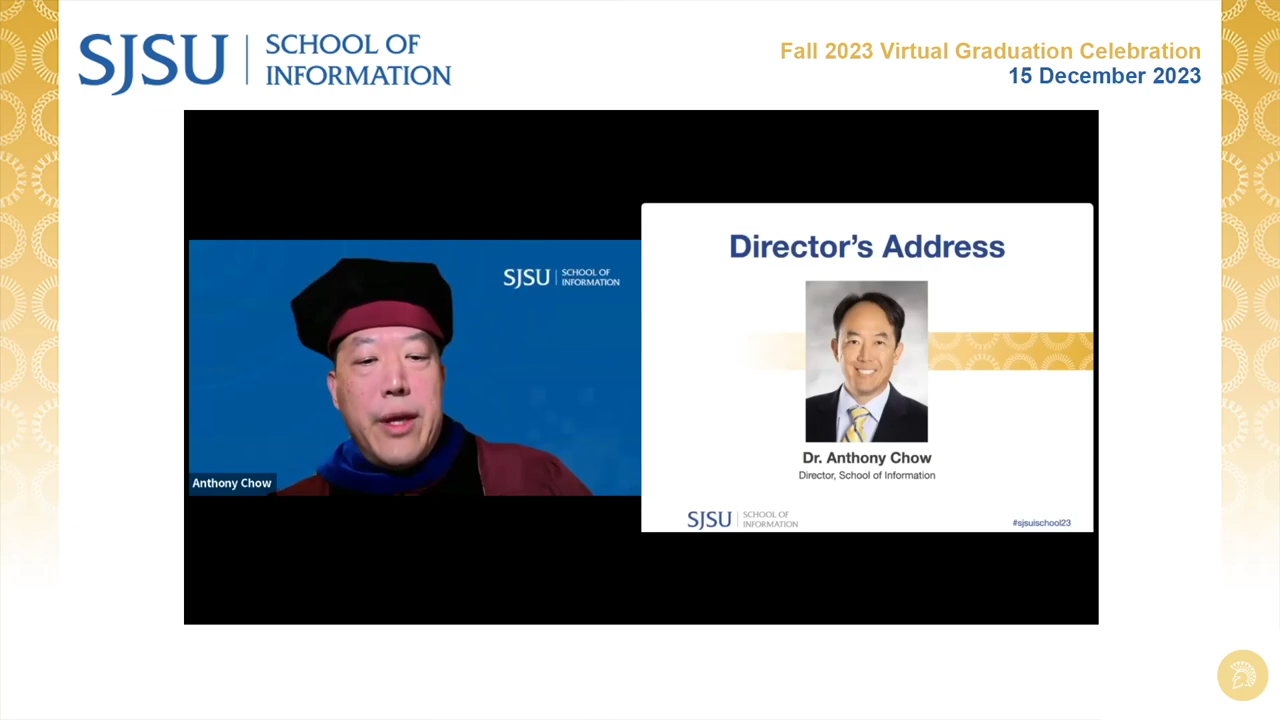 SJSU
SCHOOL OF
INFORMATION
Fall 2023 Virtual Graduation Celebration
15 December 2023
SJSU
SCHOOL OF
INFORMATION
Anthony Chow
Director’s Address
Dr. Anthony Chow
Director, School of Information
SJSU
SCHOOL OF
INFORMATION
#sjsuischool23